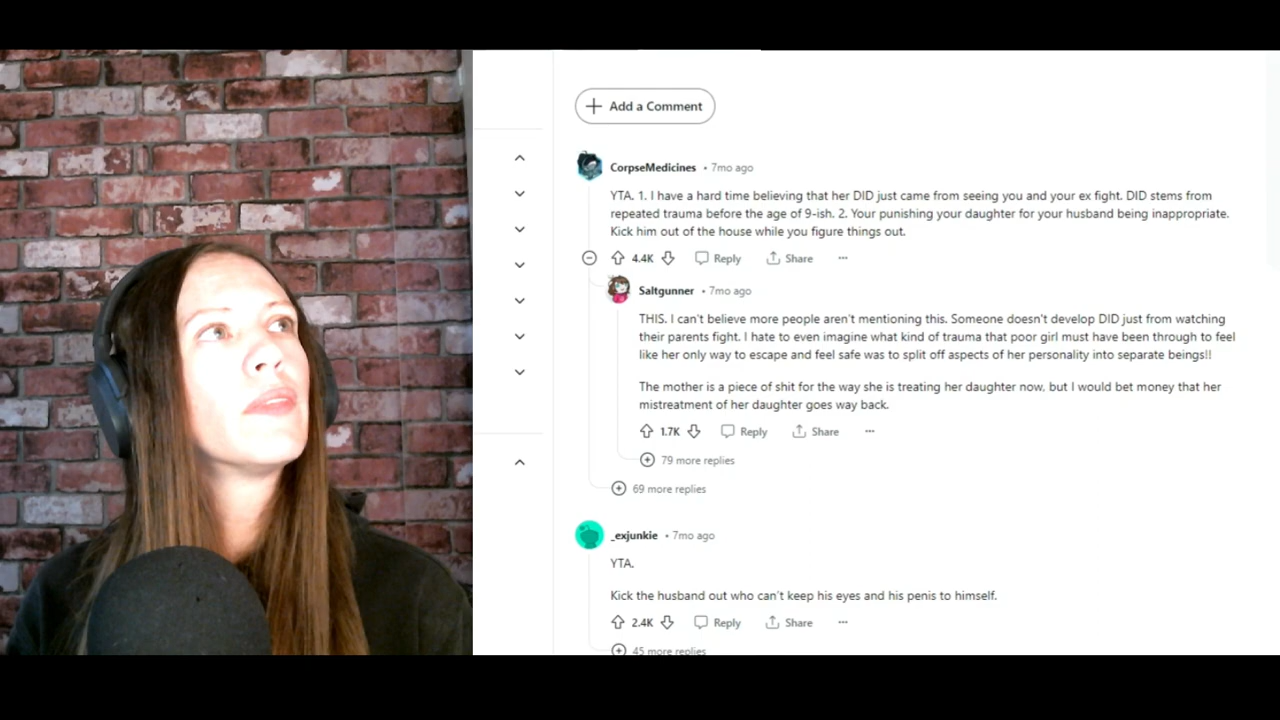 Add a Comment
CorpseMedicines • 7mo ago
YTA. 1. I have a hard time believing that her DID just came from seeing you and your ex fight. DID stems from
repeated trauma before the age of 9-ish. 2. Your punishing your daughter for your husband being inappropriate.
Kick him out of the house while you figure things out.
4.4K Reply Share ...
Saltgunner • 7mo ago
THIS. I can't believe more people aren't mentioning this. Someone doesn't develop DID just from watching
their parents fight. I hate to even imagine what kind of trauma that poor girl must have been through to feel
like her only way to escape and feel safe was to split off aspects of her personality into separate beings!!
The mother is a piece of shit for the way she is treating her daughter now, but I would bet money that her
mistreatment of her daughter goes way back.
1.7K Reply Share ...
79 more replies
69 more replies
_exjunkie • 7mo ago
YTA.
Kick the husband out who can't keep his eyes and his penis to himself.
2.4K Reply Share ...
45 more replies